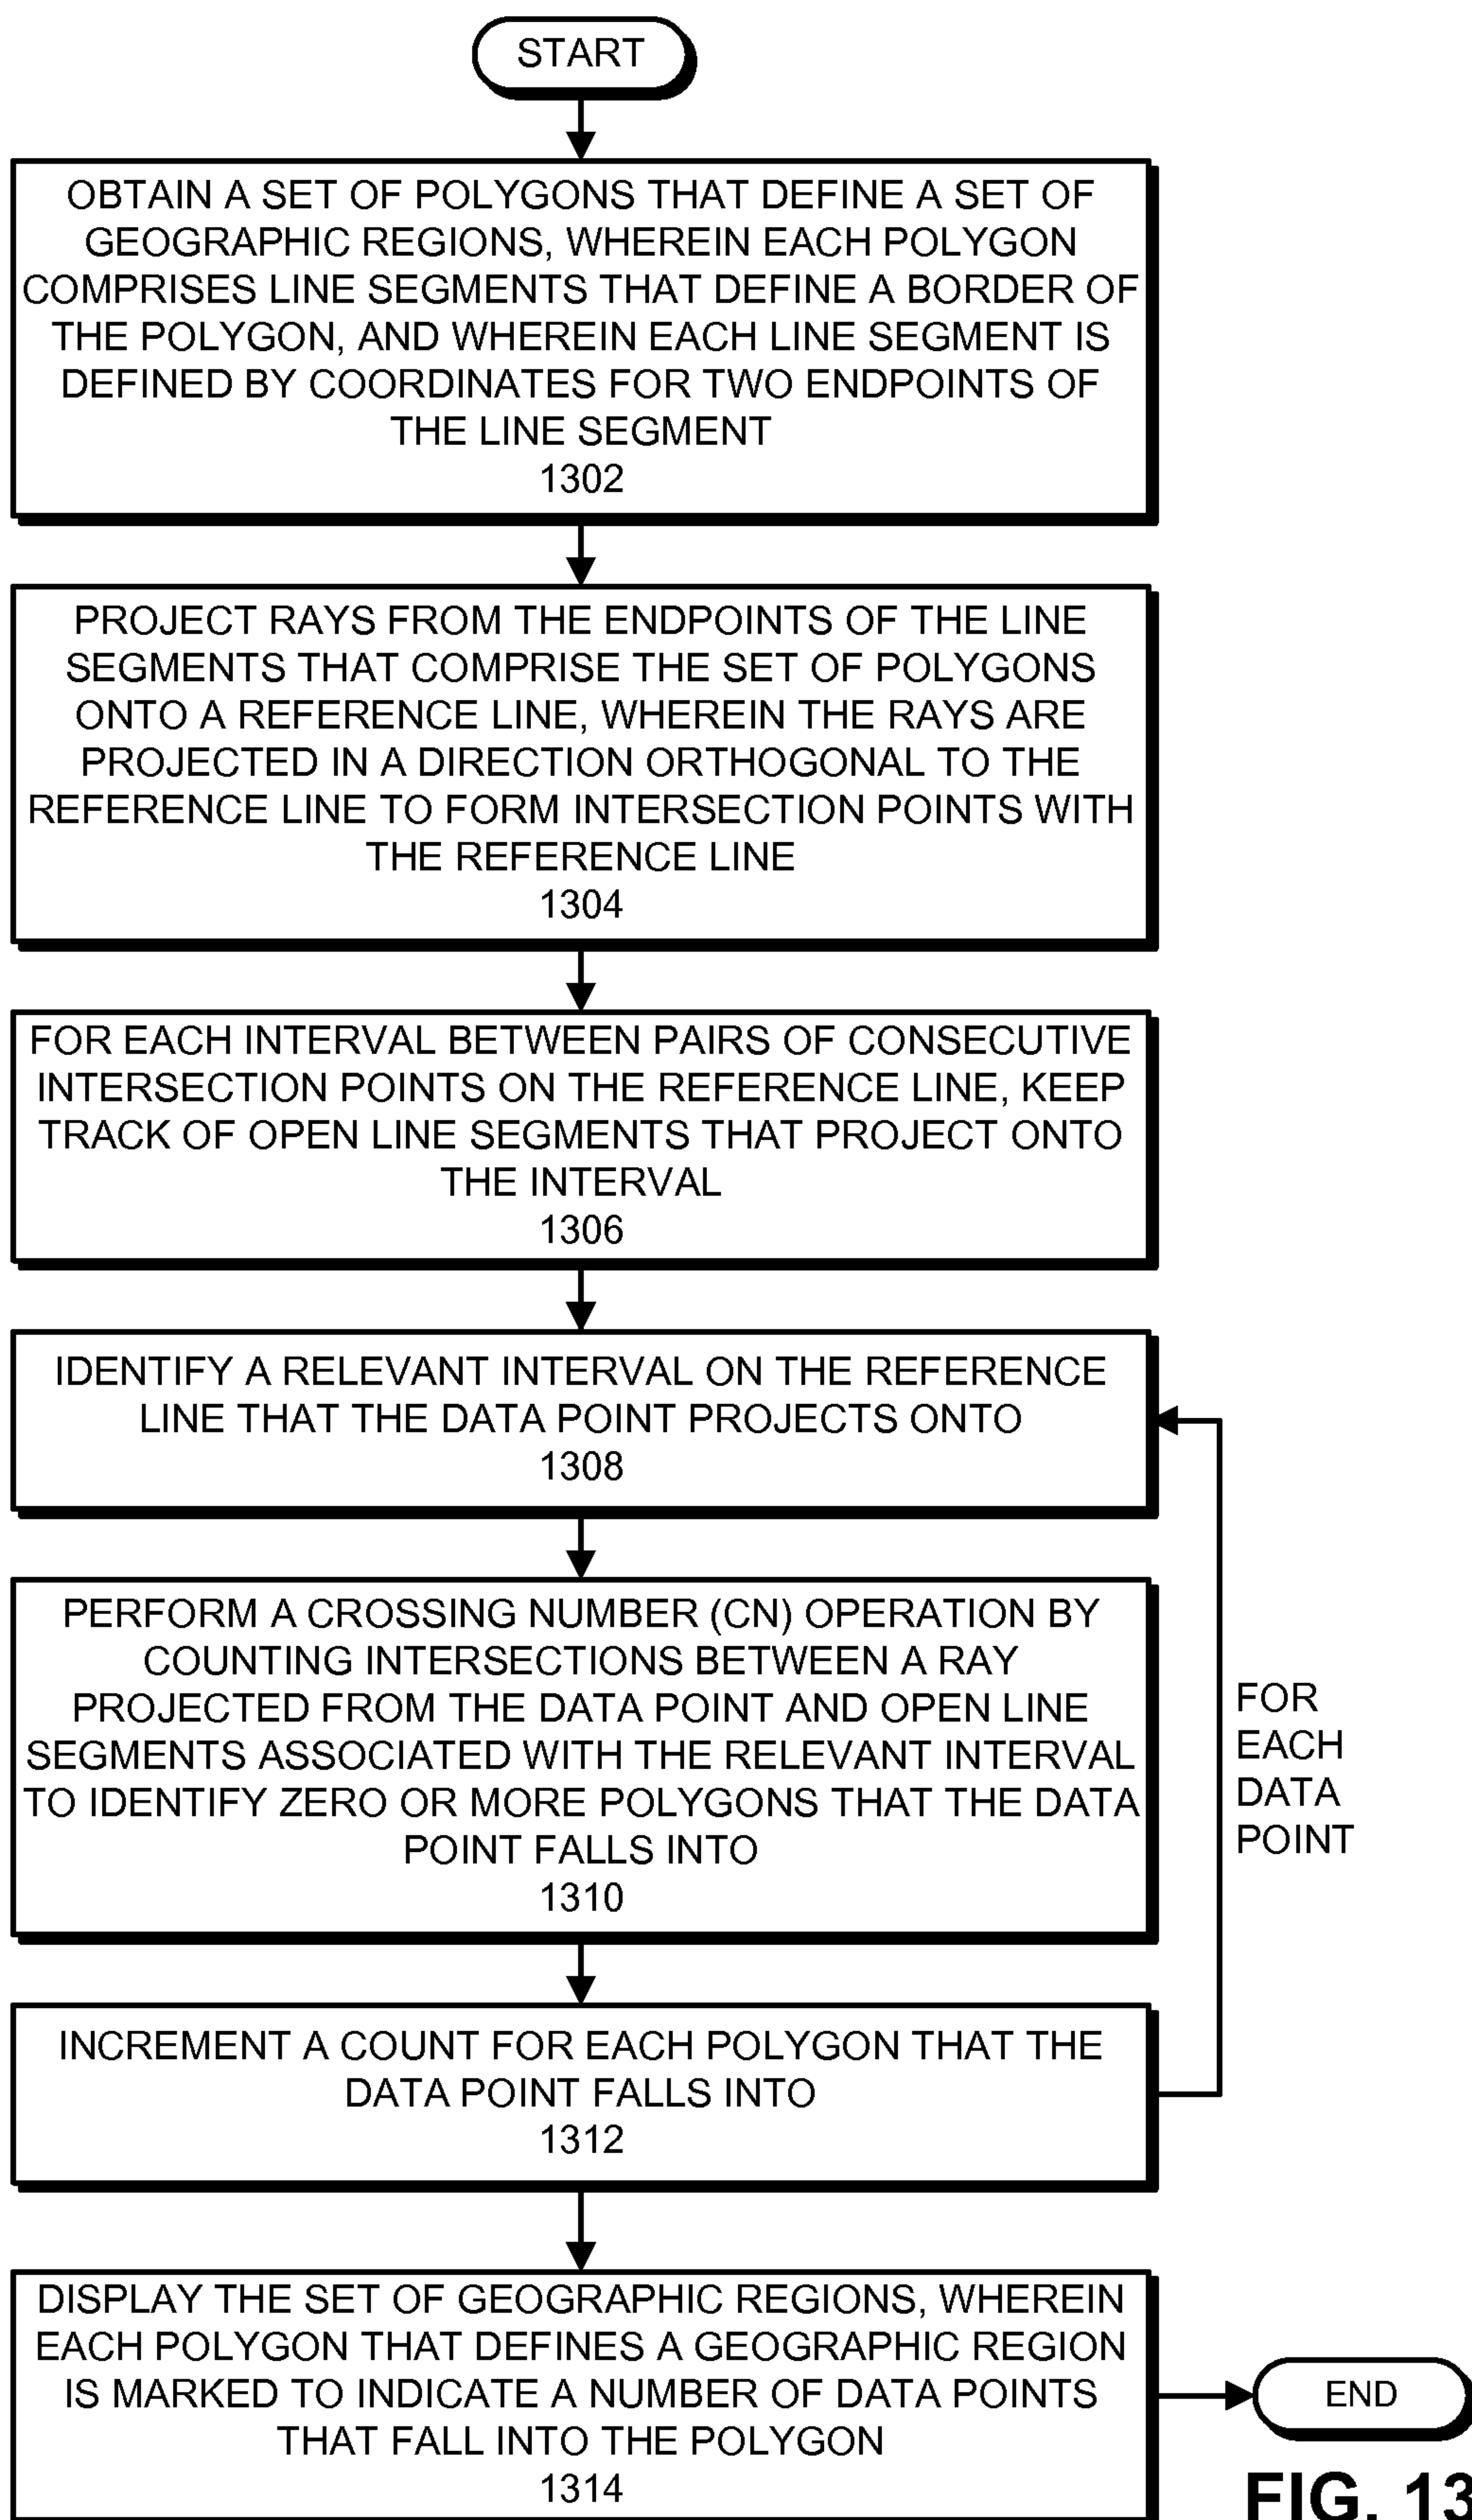 START
OBTAIN A SET OF POLYGONS THAT DEFINE A SET OF
GEOGRAPHIC REGIONS, WHEREIN EACH POLYGON
COMPRISES LINE SEGMENTS THAT DEFINE A BORDER OF
THE POLYGON, AND WHEREIN EACH LINE SEGMENT IS
DEFINED BY COORDINATES FOR TWO ENDPOINTS OF
THE LINE SEGMENT
1302
PROJECT RAYS FROM THE ENDPOINTS OF THE LINE
SEGMENTS THAT COMPRISE THE SET OF POLYGONS
ONTO A REFERENCE LINE, WHEREIN THE RAYS ARE
PROJECTED IN A DIRECTION ORTHOGONAL TO THE
REFERENCE LINE TO FORM INTERSECTION POINTS WITH
THE REFERENCE LINE
1304
FOR EACH INTERVAL BETWEEN PAIRS OF CONSECUTIVE
INTERSECTION POINTS ON THE REFERENCE LINE, KEEP
TRACK OF OPEN LINE SEGMENTS THAT PROJECT ONTO
THE INTERVAL
1306
IDENTIFY A RELEVANT INTERVAL ON THE REFERENCE
LINE THAT THE DATA POINT PROJECTS ONTO
1308
PERFORM A CROSSING NUMBER (CN) OPERATION BY
COUNTING INTERSECTIONS BETWEEN A RAY
PROJECTED FROM THE DATA POINT AND OPEN LINE
SEGMENTS ASSOCIATED WITH THE RELEVANT INTERVAL
TO IDENTIFY ZERO OR MORE POLYGONS THAT THE DATA
POINT FALLS INTO
1310
FOR
EACH
DATA
POINT
INCREMENT A COUNT FOR EACH POLYGON THAT THE
DATA POINT FALLS INTO
1312
DISPLAY THE SET OF GEOGRAPHIC REGIONS, WHEREIN
EACH POLYGON THAT DEFINES A GEOGRAPHIC REGION
IS MARKED TO INDICATE A NUMBER OF DATA POINTS
THAT FALL INTO THE POLYGON
1314
END
FIG. 13